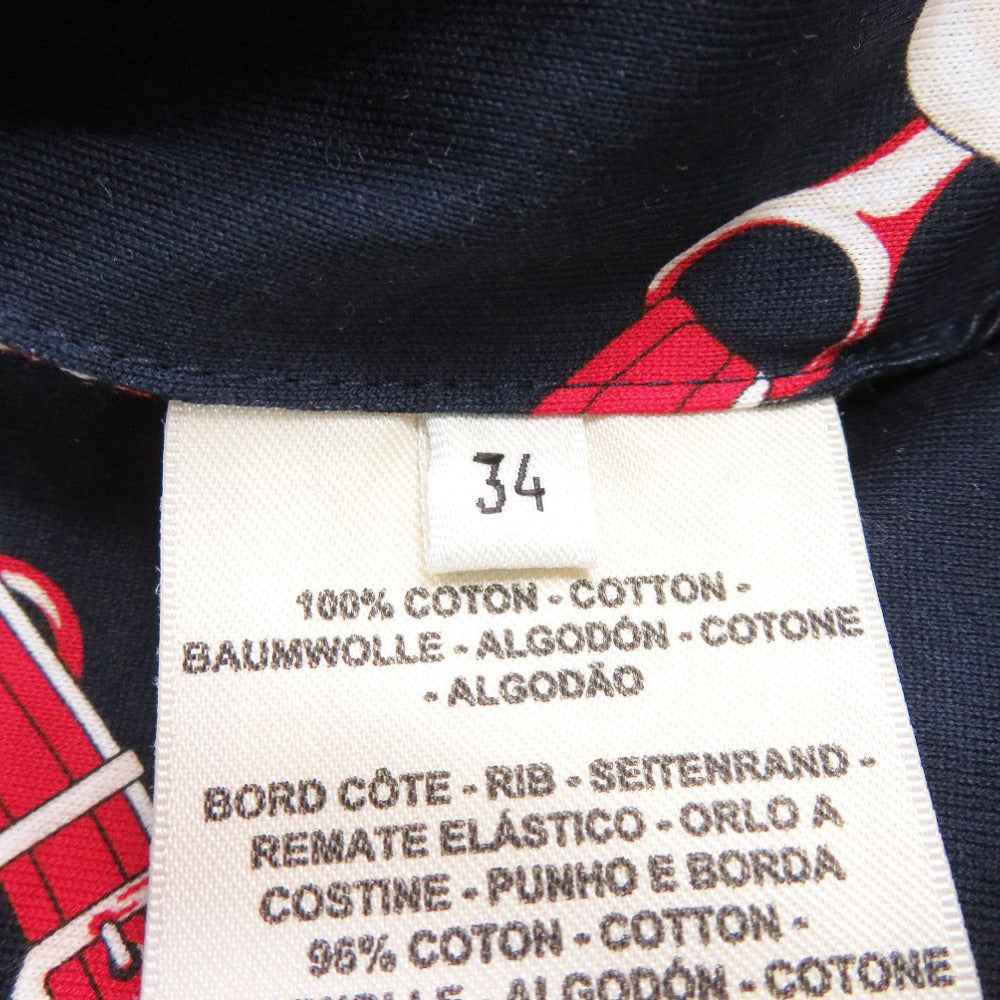 34
100% COTON - COTTON -
BAUMWOLLE - ALGODÓN - COTONE
- ALGODÃO
BORD CÔTE - RIB - SEITENRAND -
REMATE ELÁSTICO - ORLO A
COSTINE - PUNHO E BORDA
96% COTON - COTTON -
- ALGODÓN - COTONE